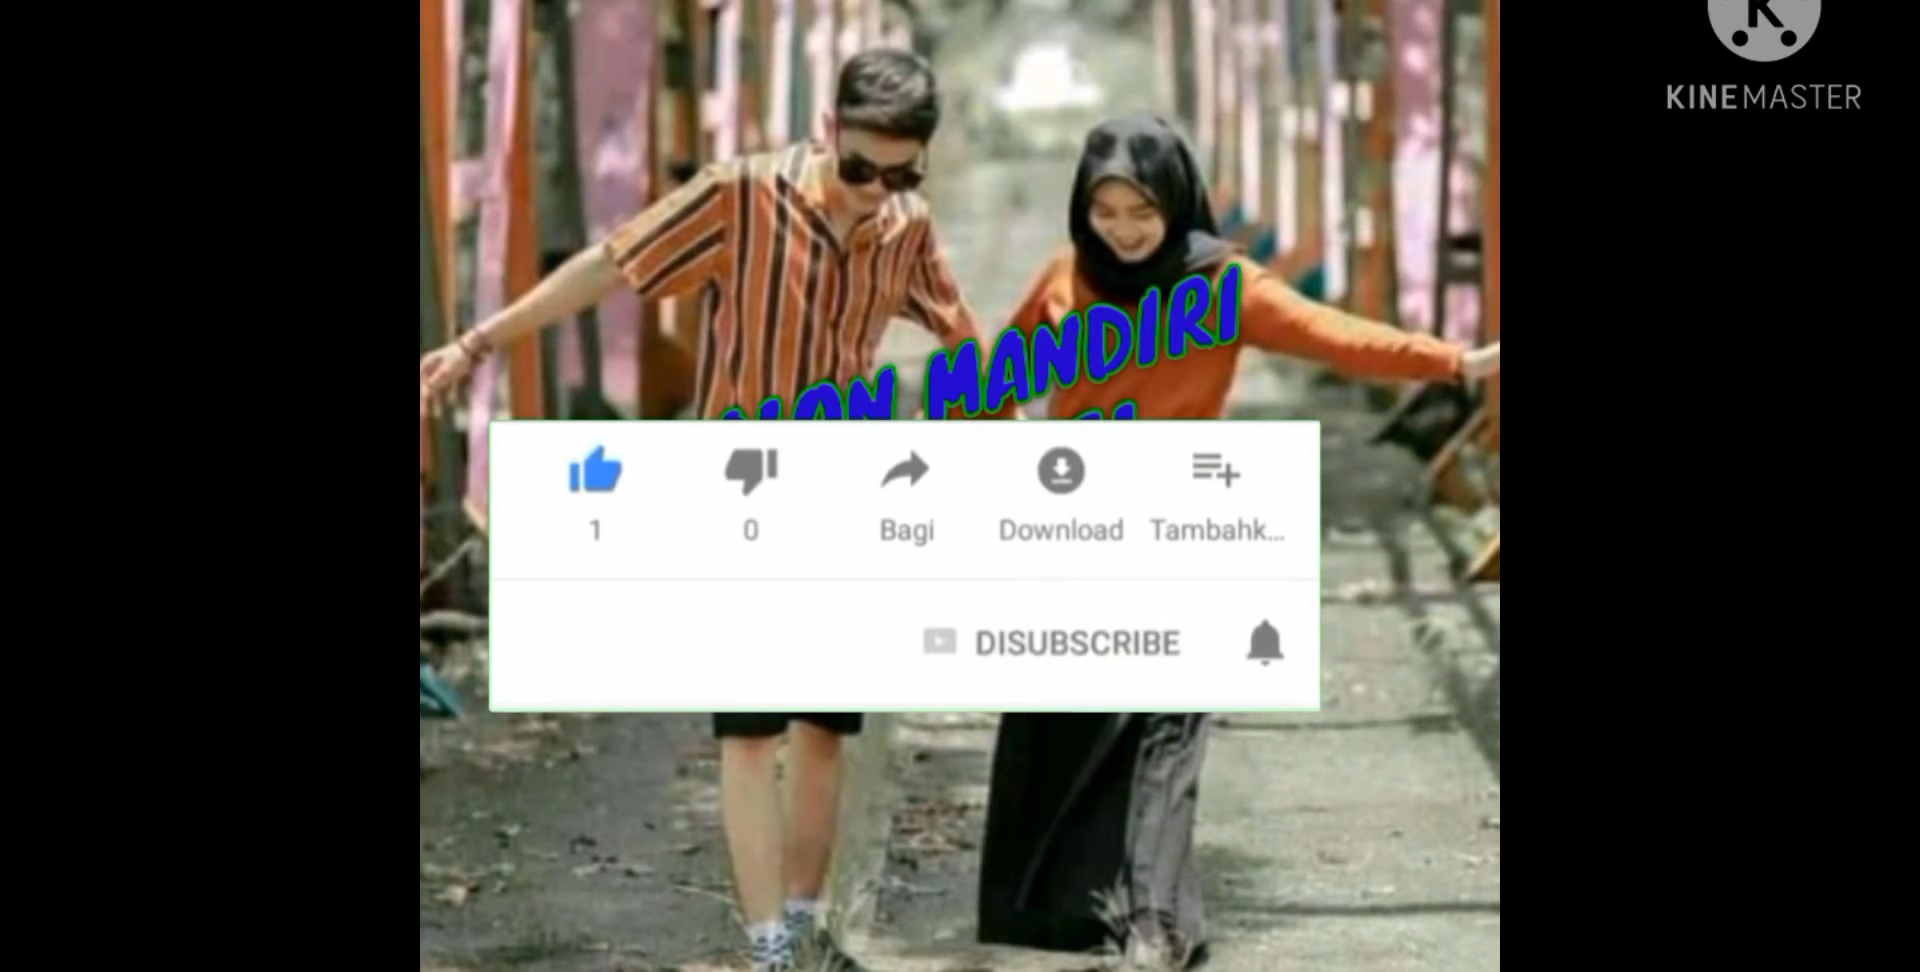 KINEMASTER
MANDIRI
1 0 Bagi Download Tambahk...
DISUBSCRIBE